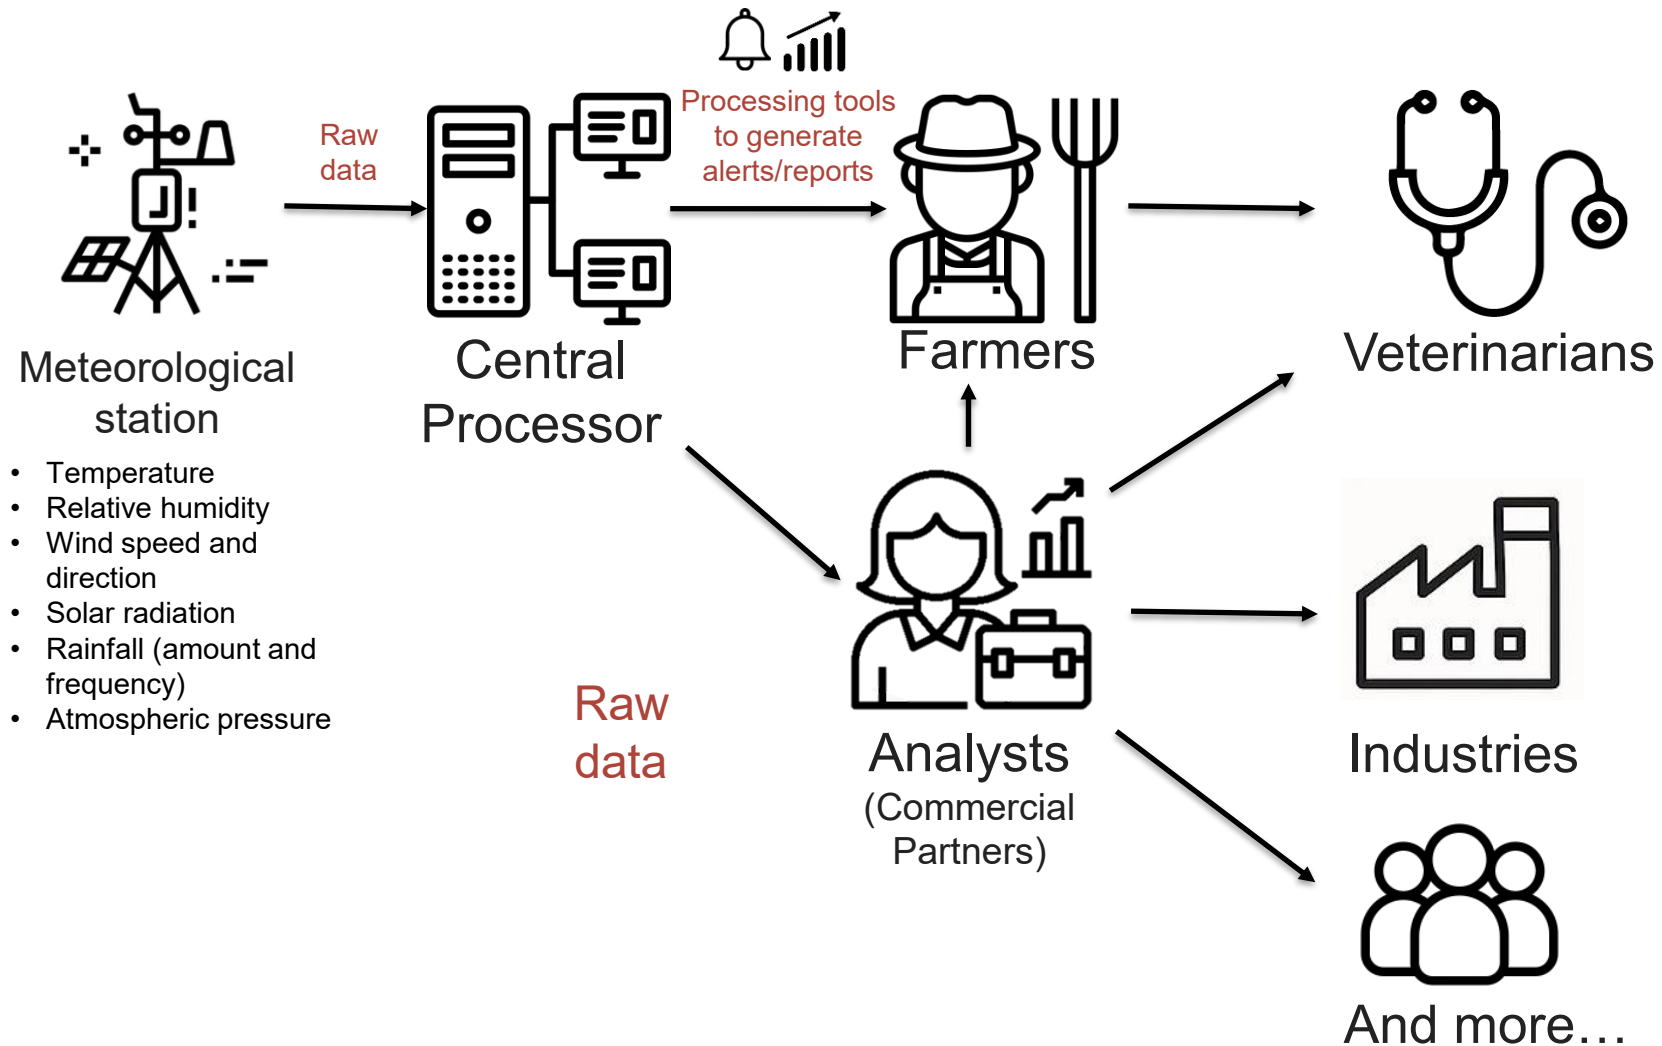 Raw
data
Processing tools
to generate
alerts/reports
Meteorological
station
• Temperature
• Relative humidity
• Wind speed and
direction
• Solar radiation
• Rainfall (amount and
frequency)
• Atmospheric pressure
Central
Processor
Farmers
Veterinarians
Raw
data
Analysts
(Commercial
Partners)
Industries
And more…